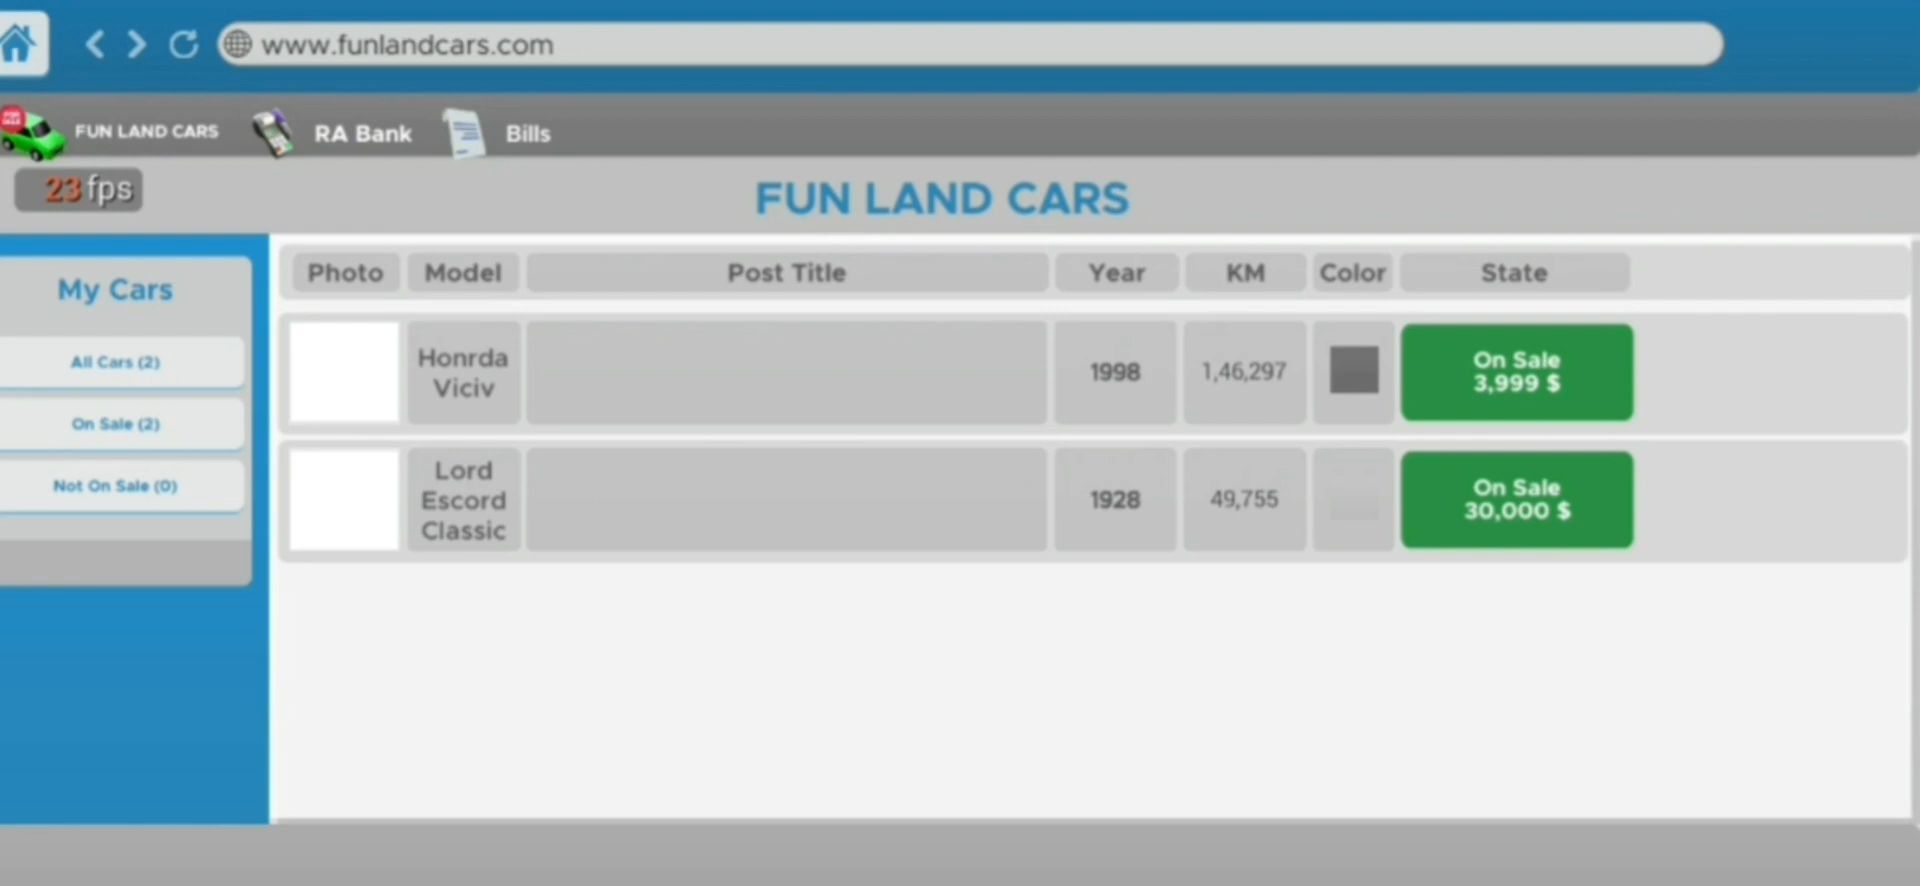 www.funlandcars.com
FUN LAND CARS
RA Bank
Bills
23 fps
FUN LAND CARS
My Cars
All Cars (2)
On Sale (2)
Not On Sale (0)
Photo
Model
Post Title
Year
KM
Color
State
Honrda
Viciv
1998
1,46,297
On Sale
3,999 $
Lord
Escord
Classic
1928
49,755
On Sale
30,000 $